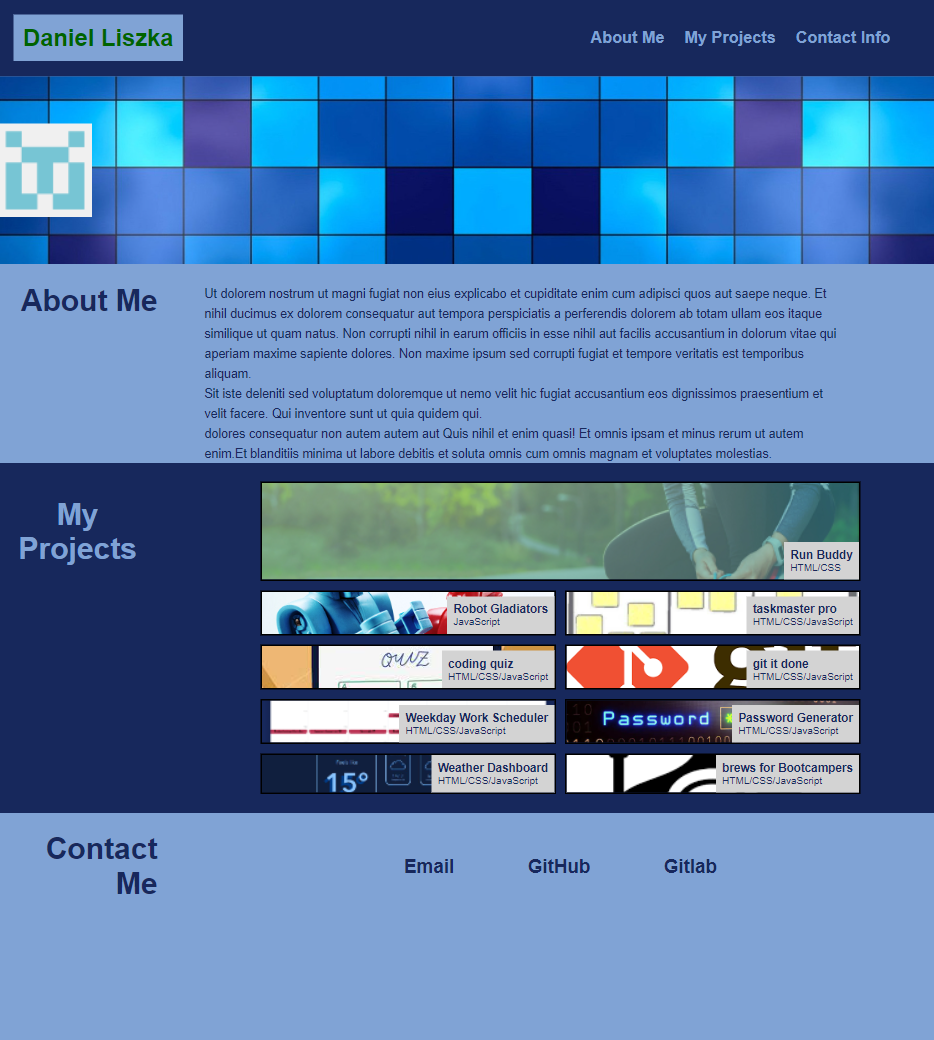 Daniel Liszka
About Me
My Projects
Contact Info
About Me
Ut dolorem nostrum ut magni fugiat non eius explicabo et cupiditate enim cum adipisci quos aut saepe neque. Et
nihil ducimus ex dolorem consequatur aut tempora perspiciatis a perferendis dolorem ab totam ullam eos itaque
similique ut quam natus. Non corrupti nihil in earum officiis in esse nihil aut facilis accusantium in dolorum vitae qui
aperiam maxime sapiente dolores. Non maxime ipsum sed corrupti fugiat et tempore veritatis est temporibus
aliquam.
Sit iste deleniti sed voluptatum doloremque ut nemo velit hic fugiat accusantium eos dignissimos praesentium et
velit facere. Qui inventore sunt ut quia quidem qui.
dolores consequatur non autem autem aut Quis nihil et enim quasi! Et omnis ipsam et minus rerum ut autem
enim.Et blanditiis minima ut labore debitis et soluta omnis cum omnis magnam et voluptates molestias.
My
Projects
Run Buddy
HTML/CSS
Robot Gladiators
JavaScript
taskmaster pro
HTML/CSS/JavaScript
QUIZ
coding quiz
HTML/CSS/JavaScript
git it done
HTML/CSS/JavaScript
Weekday Work Scheduler
HTML/CSS/JavaScript
Password
Password Generator
HTML/CSS/JavaScript
15°
Weather Dashboard
HTML/CSS/JavaScript
brews for Bootcampers
HTML/CSS/JavaScript
Contact
Me
Email
GitHub
Gitlab